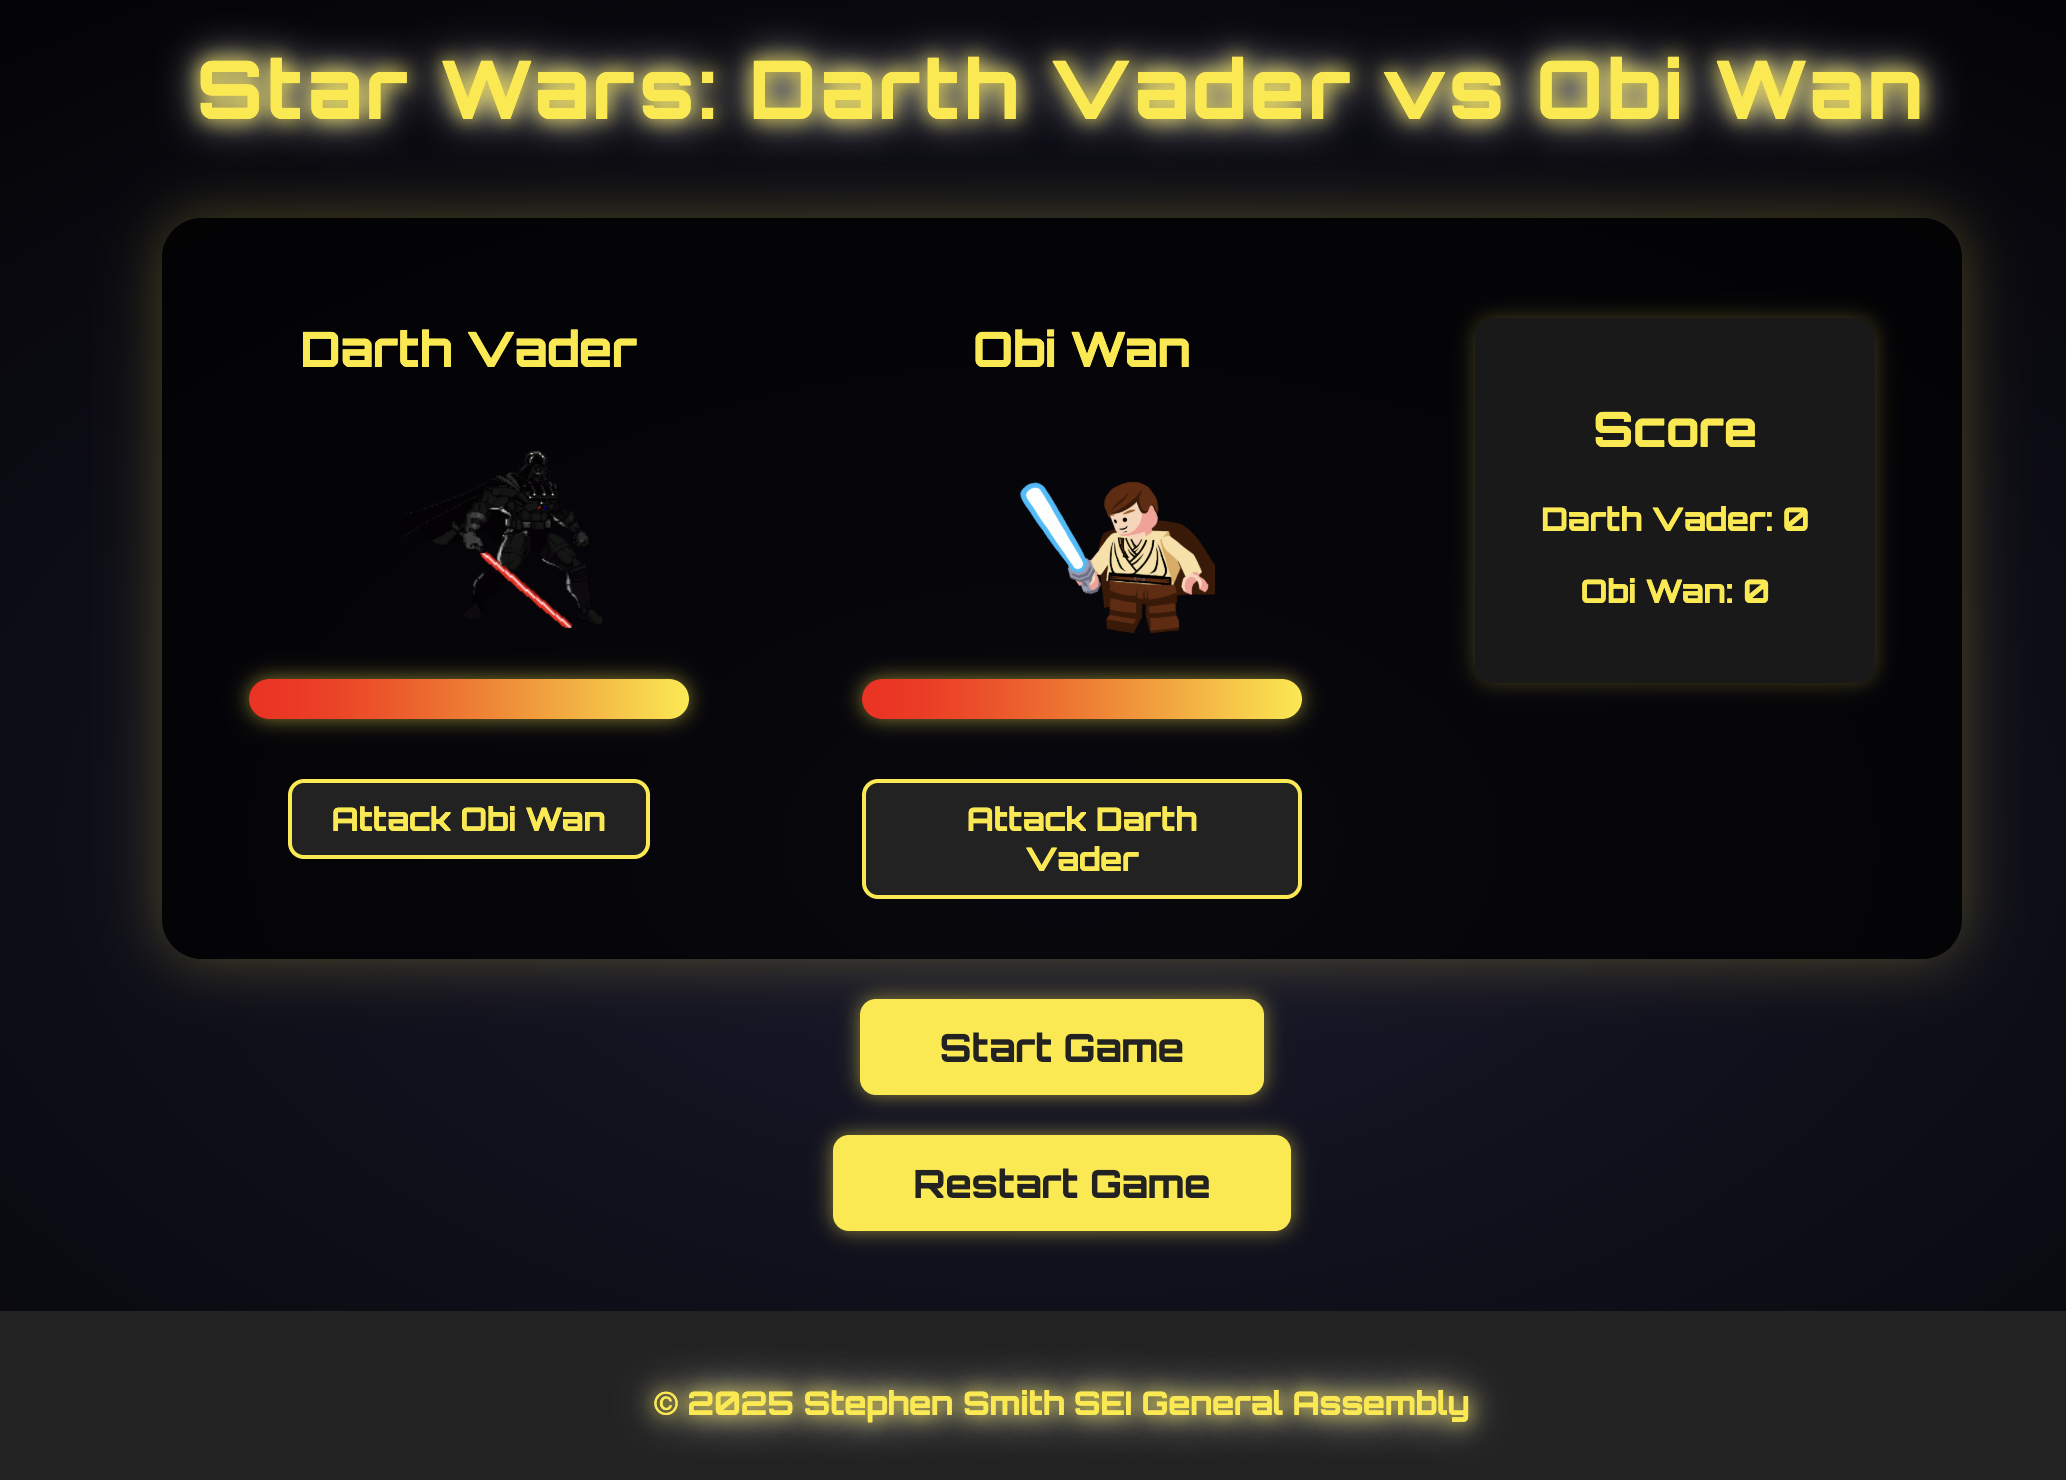 Star Wars: Darth Vader vs Obi Wan
Darth Vader
Obi Wan
Score
Darth Vader: 0
Obi Wan: 0
Attack Obi Wan
Attack Darth
Vader
Start Game
Restart Game
© 2025 Stephen Smith SEI General Assembly